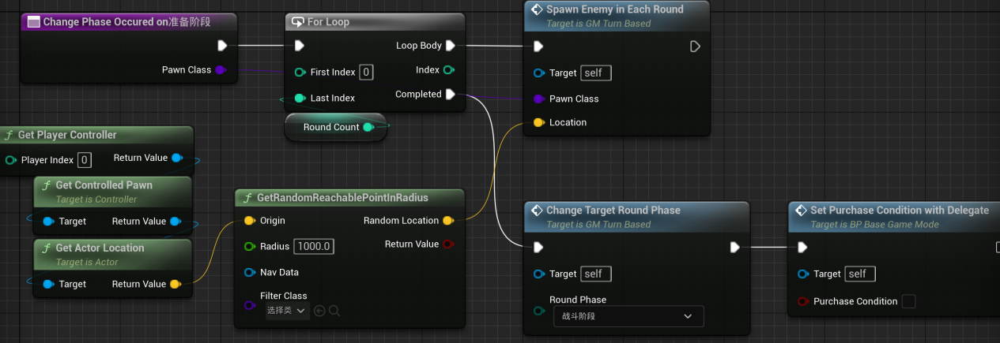 Change Phase Occured on准备阶段
Pawn Class
For Loop
Loop Body
First Index 0
Index
Last Index
Completed
Round Count
Spawn Enemy in Each Round
Target is GM Turn Based
Target self
Pawn Class
Location
f Get Player Controller
Player Index 0
Return Value
f Get Controlled Pawn
Target is Controller
Target
Return Value
f Get Actor Location
Target is Actor
Target
Return Value
f GetRandomReachablePointInRadius
Origin
Random Location
Radius 1000.0
Return Value
Nav Data
Filter Class
选择类
Change Target Round Phase
Target is GM Turn Based
Target self
Round Phase
战斗阶段
Set Purchase Condition with Delegate
Target is BP Base Game Mode
Target self
Purchase Condition